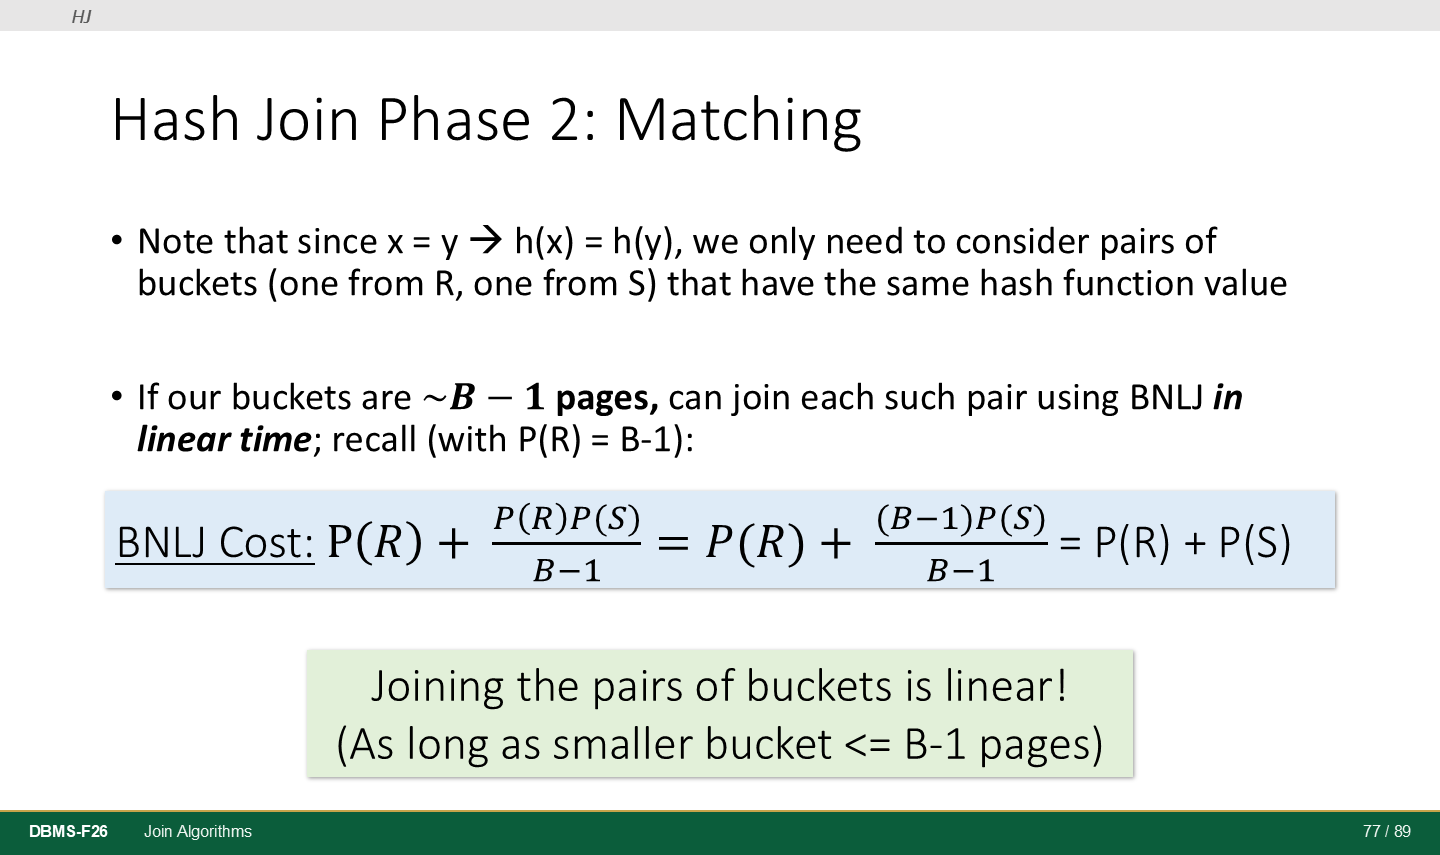 HJ
Hash Join Phase 2: Matching
• Note that since x = y → h(x) = h(y), we only need to consider pairs of
buckets (one from R, one from S) that have the same hash function value
• If our buckets are ~B − 1 pages, can join each such pair using BNLJ in
linear time; recall (with P(R) = B-1):
BNLJ Cost: P(R) + \frac{P(R)P(S)}{B−1} = P(R) + \frac{(B−1)P(S)}{B−1} = P(R) + P(S)
Joining the pairs of buckets is linear!
(As long as smaller bucket <= B-1 pages)
DBMS-F26 Join Algorithms 77 / 89